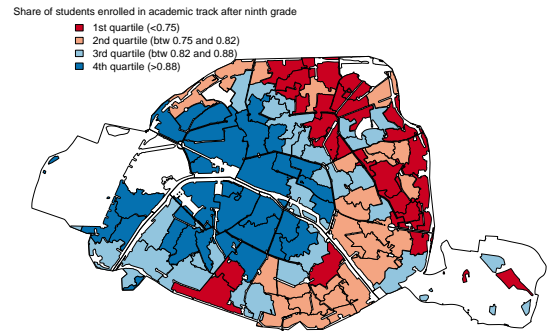 Share of students enrolled in academic track after ninth grade
1st quartile (<0.75)
2nd quartile (btw 0.75 and 0.82)
3rd quartile (btw 0.82 and 0.88)
4th quartile (>0.88)